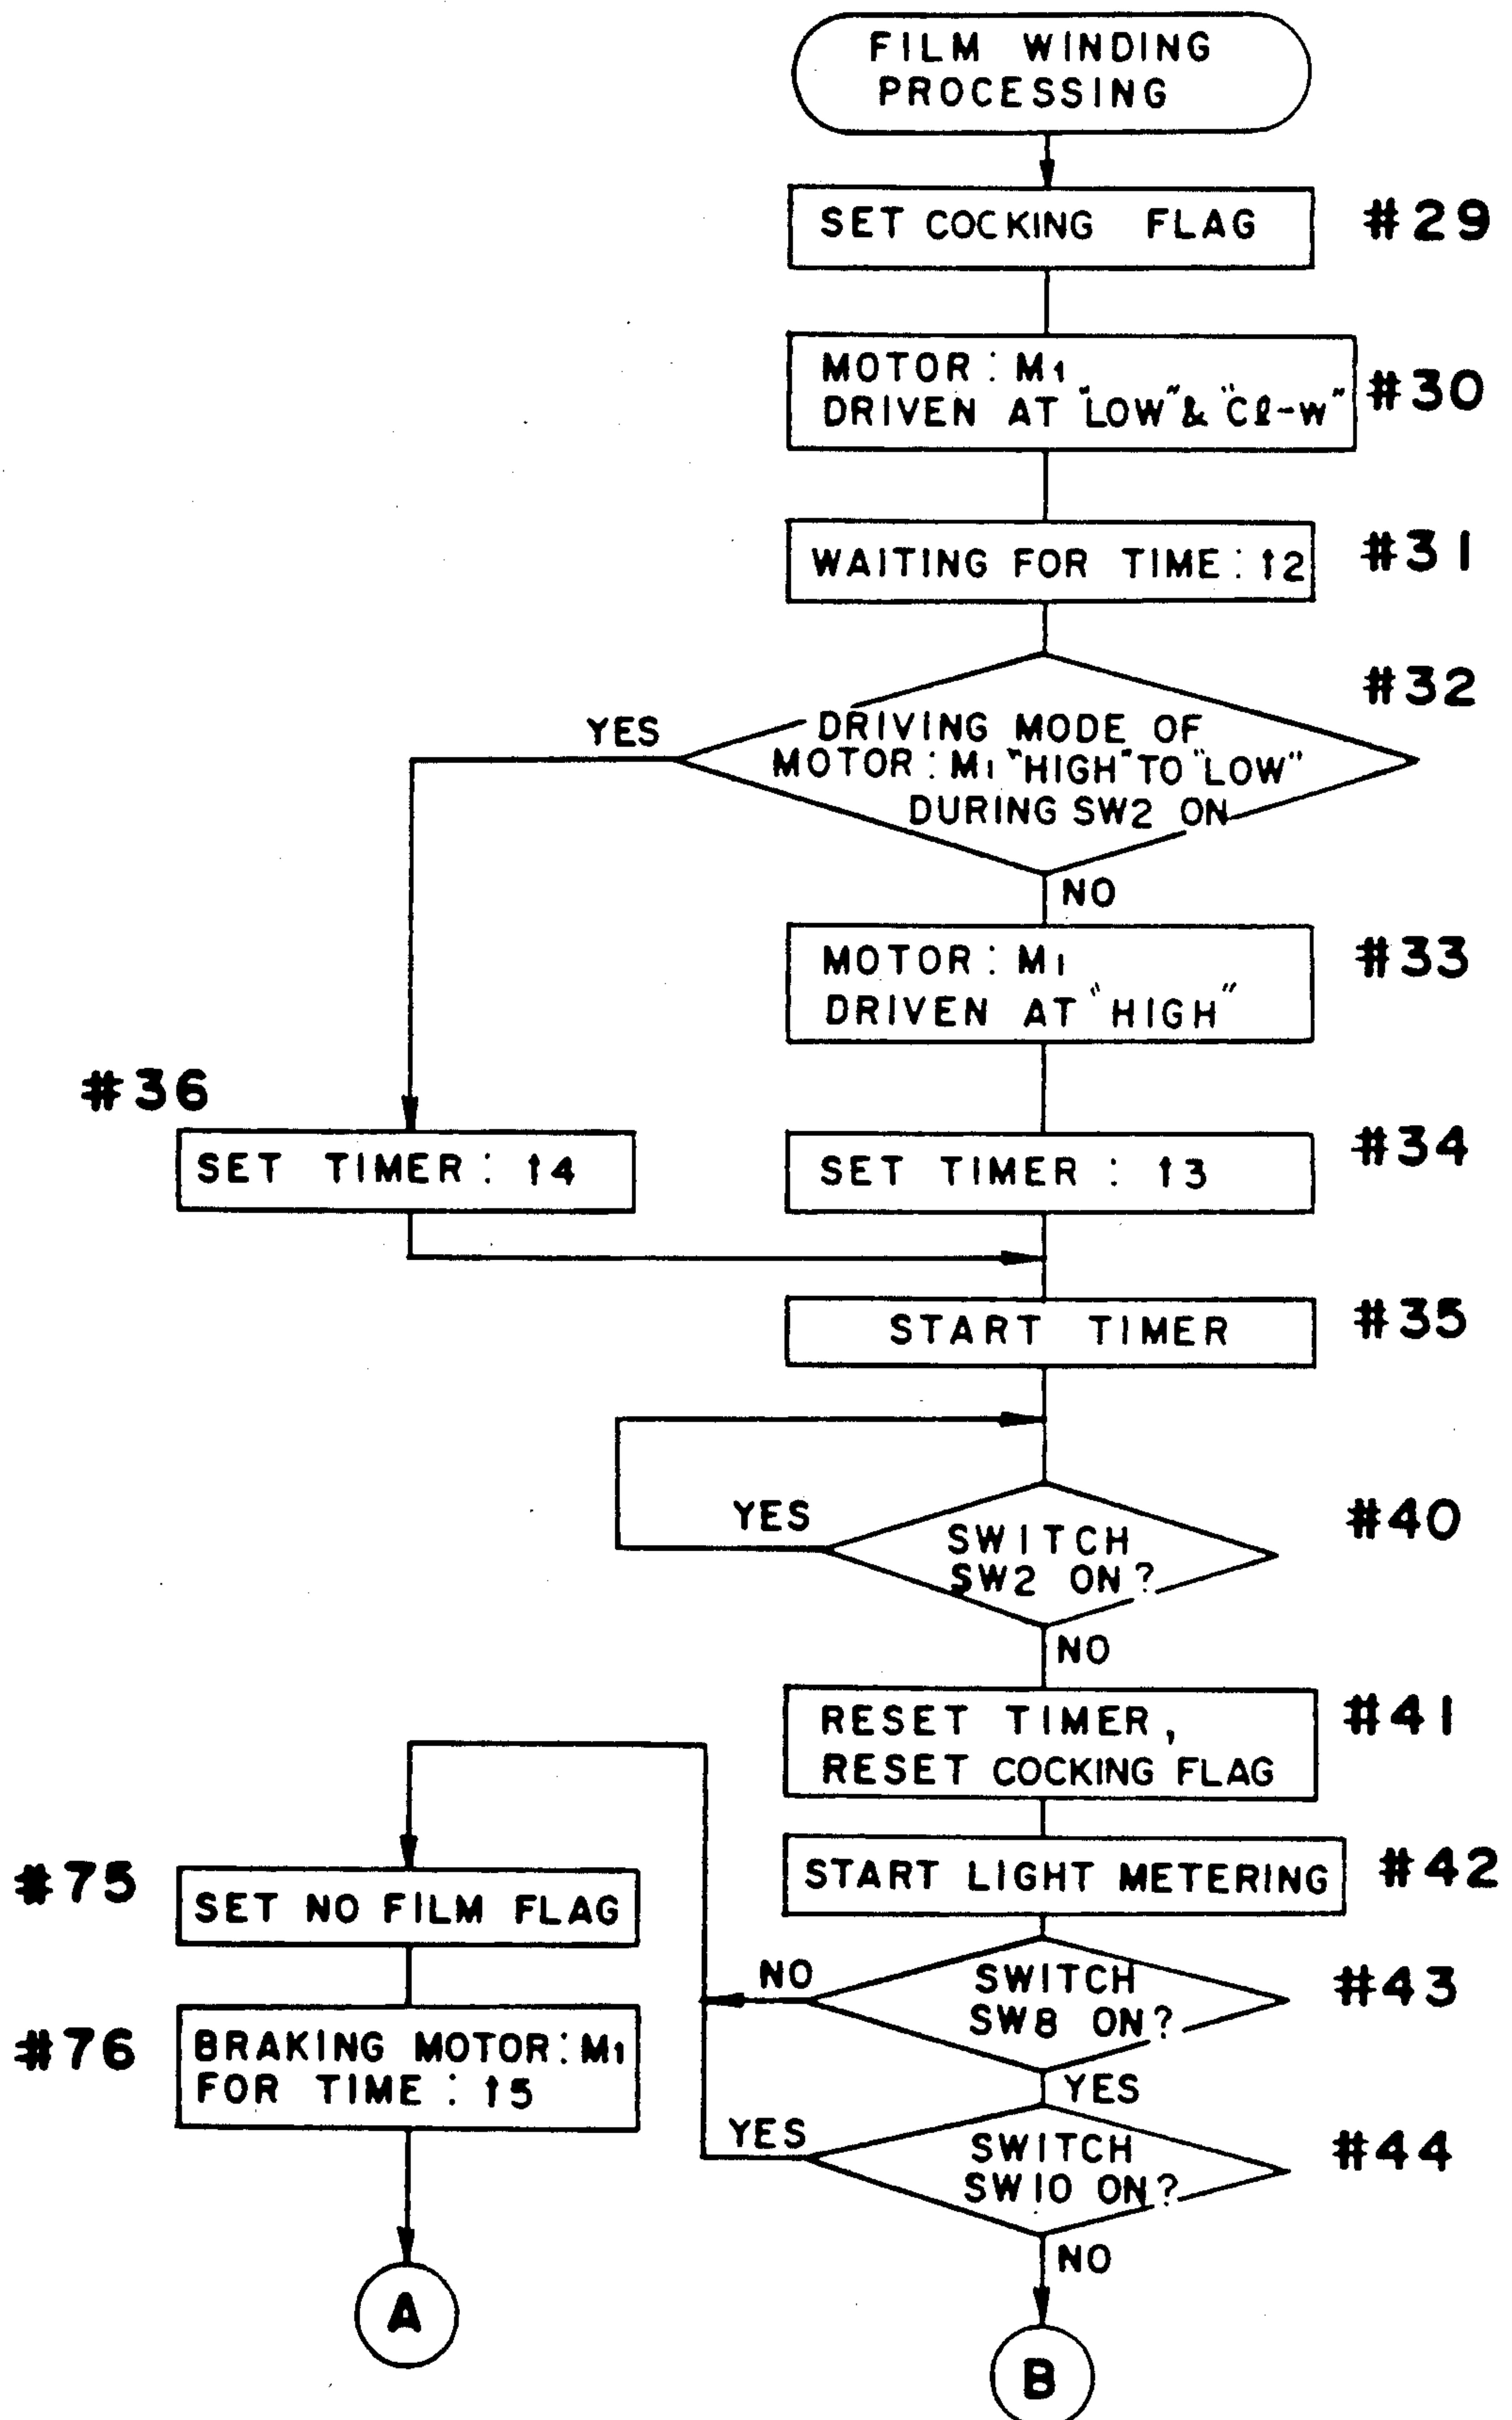 FILM WINDING
PROCESSING
SET COCKING FLAG
#29
MOTOR : M1
DRIVEN AT "LOW" & "Cℓ-w"
#30
WAITING FOR TIME : t2
#31
#32
YES
DRIVING MODE OF
MOTOR : M1 "HIGH" TO "LOW"
DURING SW2 ON
NO
MOTOR : M1
DRIVEN AT "HIGH"
#33
#36
SET TIMER : t4
SET TIMER : t3
#34
START TIMER
#35
YES
SWITCH
SW2 ON?
#40
NO
RESET TIMER,
RESET COCKING FLAG
#41
START LIGHT METERING
#42
#75
SET NO FILM FLAG
NO
SWITCH
SW8 ON?
#43
#76
BRAKING MOTOR : M1
FOR TIME : t5
YES
YES
SWITCH
SW10 ON?
#44
NO
A
B